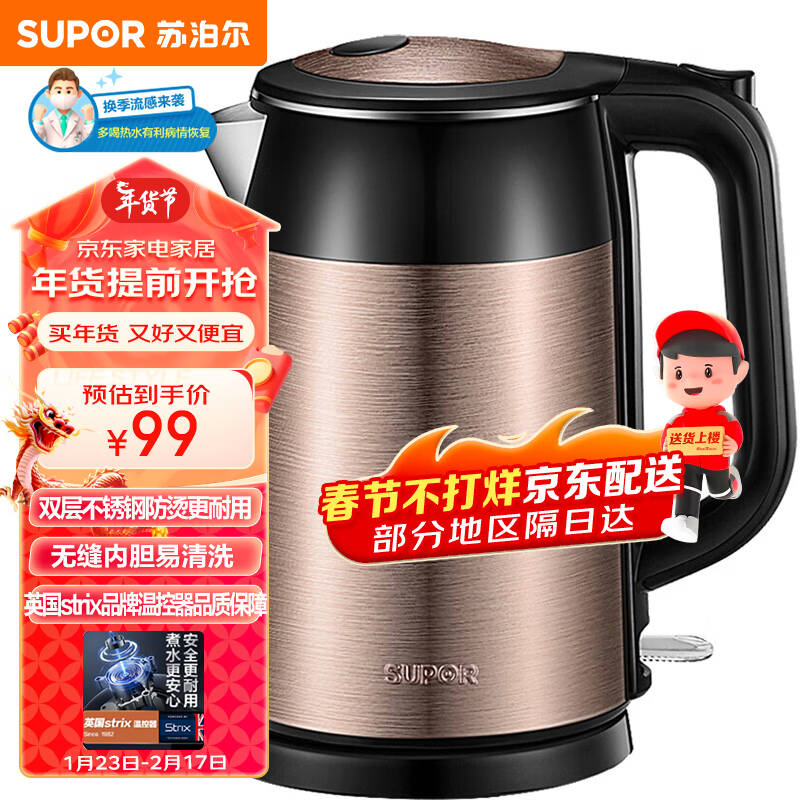 SUPOR 苏泊尔
换季流感来袭
多喝热水有利病情恢复
年货节
京东家电家居
年货提前开抢
买年货 又好又便宜
预估到手价
¥99
双层不锈钢防烫更耐用
无缝内胆易清洗
英国strix品牌温控器品质保障
安全更耐用
煮水更安心
英国strix 温控器
Since 1982
Strix
1月23日-2月17日
送货上楼
春节不打烊京东配送
部分地区隔日达
SUPOR